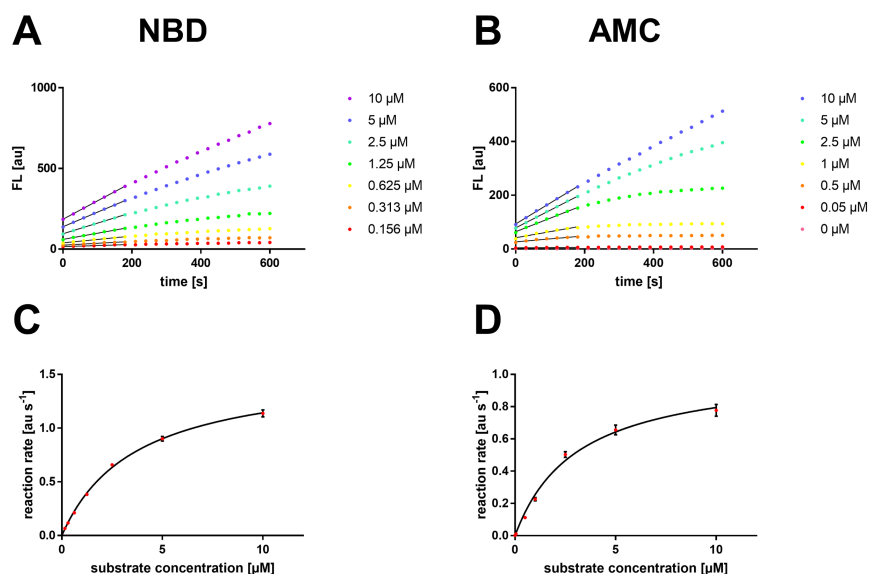 A
NBD
1000
500
0
FL [au]
0
200
400
600
time [s]
10 µM
5 µM
2.5 µM
1.25 µM
0.625 µM
0.313 µM
0.156 µM
B
AMC
600
400
200
0
FL [au]
0
200
400
600
time [s]
10 µM
5 µM
2.5 µM
1 µM
0.5 µM
0.05 µM
0 µM
C
1.5
1.0
0.5
0.0
reaction rate [au s-1]
0
5
10
substrate concentration [µM]
D
1.0
0.8
0.6
0.4
0.2
0.0
reaction rate [au s-1]
0
5
10
substrate concentration [µM]